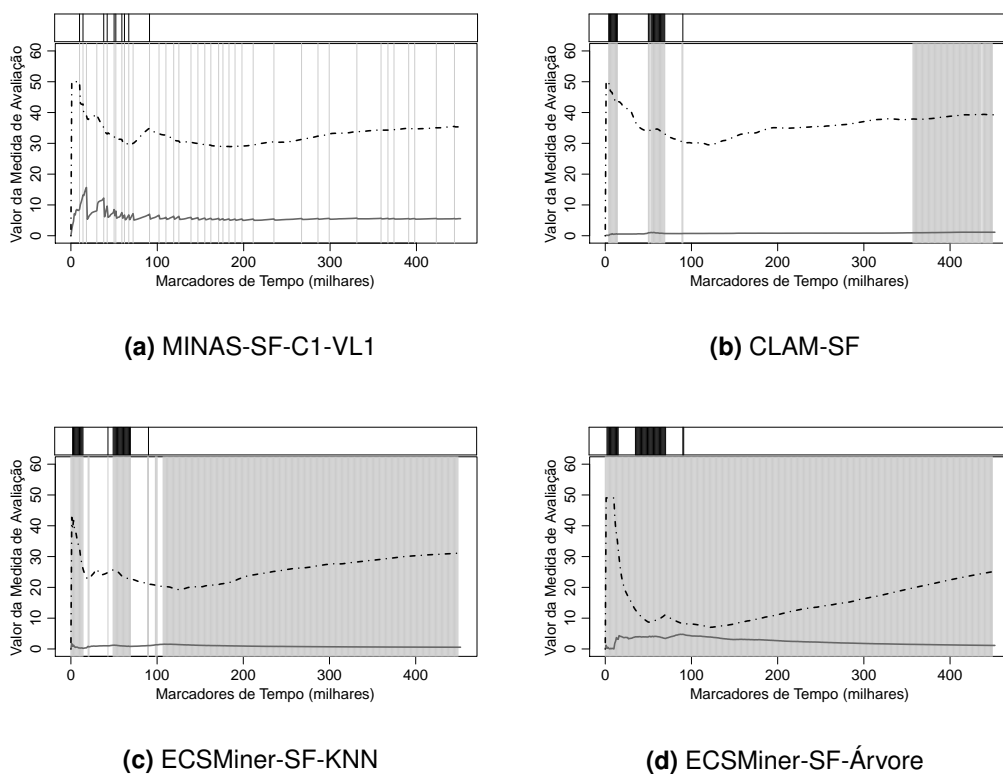 Valor da Medida de Avaliação
60
50
40
30
20
10
0
0 100 200 300 400
Marcadores de Tempo (milhares)
(a) MINAS-SF-C1-VL1
Valor da Medida de Avaliação
60
50
40
30
20
10
0
0 100 200 300 400
Marcadores de Tempo (milhares)
(b) CLAM-SF
Valor da Medida de Avaliação
60
50
40
30
20
10
0
0 100 200 300 400
Marcadores de Tempo (milhares)
(c) ECSMiner-SF-KNN
Valor da Medida de Avaliação
60
50
40
30
20
10
0
0 100 200 300 400
Marcadores de Tempo (milhares)
(d) ECSMiner-SF-Árvore